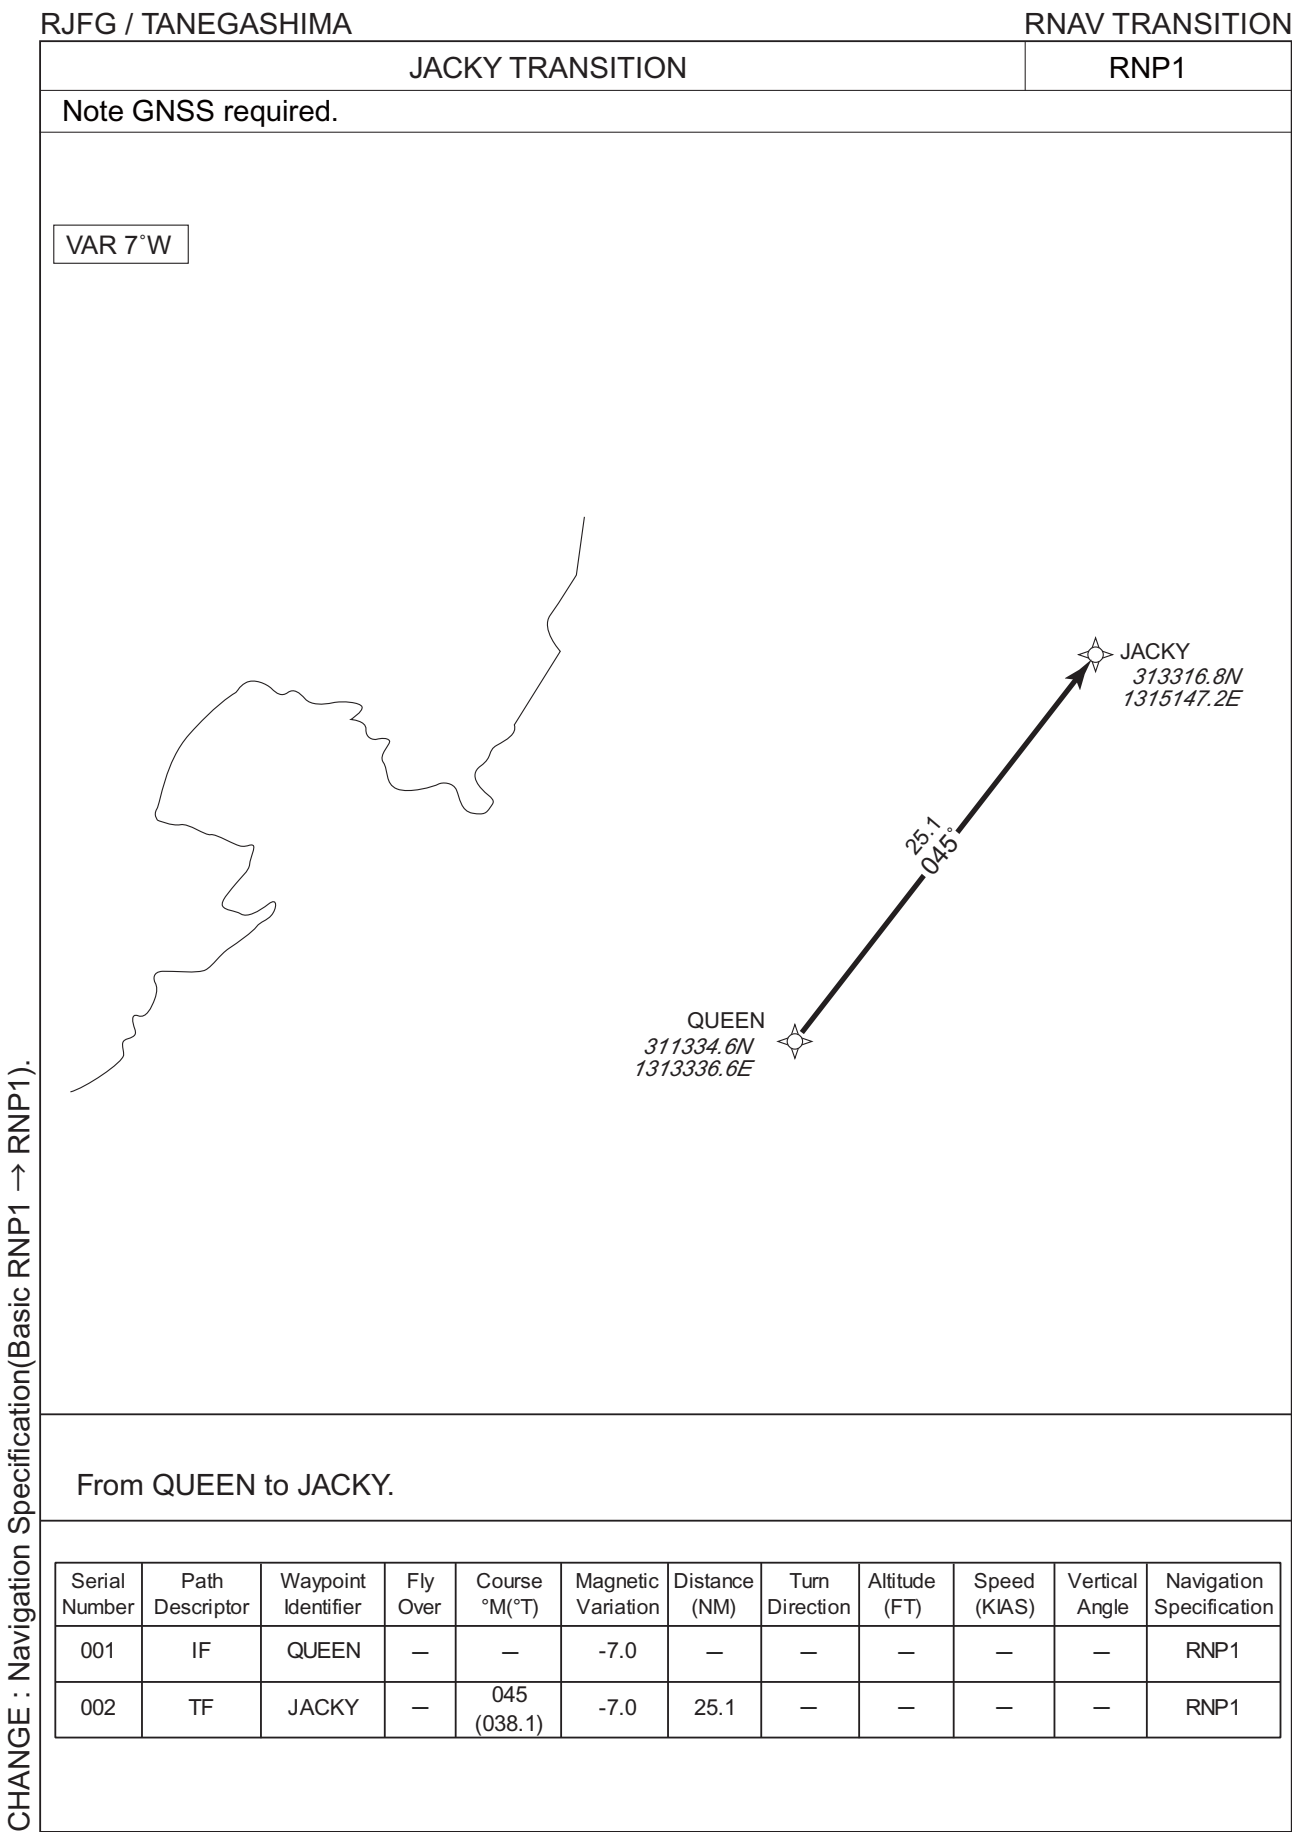 RJFG / TANEGASHIMA
RNAV TRANSITION
JACKY TRANSITION
RNP1
Note GNSS required.
VAR 7˚W
JACKY
313316.8N
1315147.2E
25.1
045˚
QUEEN
311334.6N
1313336.6E
From QUEEN to JACKY.
Serial Number | Path Descriptor | Waypoint Identifier | Fly Over | Course °M(°T) | Magnetic Variation | Distance (NM) | Turn Direction | Altitude (FT) | Speed (KIAS) | Vertical Angle | Navigation Specification
001 | IF | QUEEN | — | — | -7.0 | — | — | — | — | — | RNP1
002 | TF | JACKY | — | 045 (038.1) | -7.0 | 25.1 | — | — | — | — | RNP1
CHANGE : Navigation Specification(Basic RNP1 → RNP1).